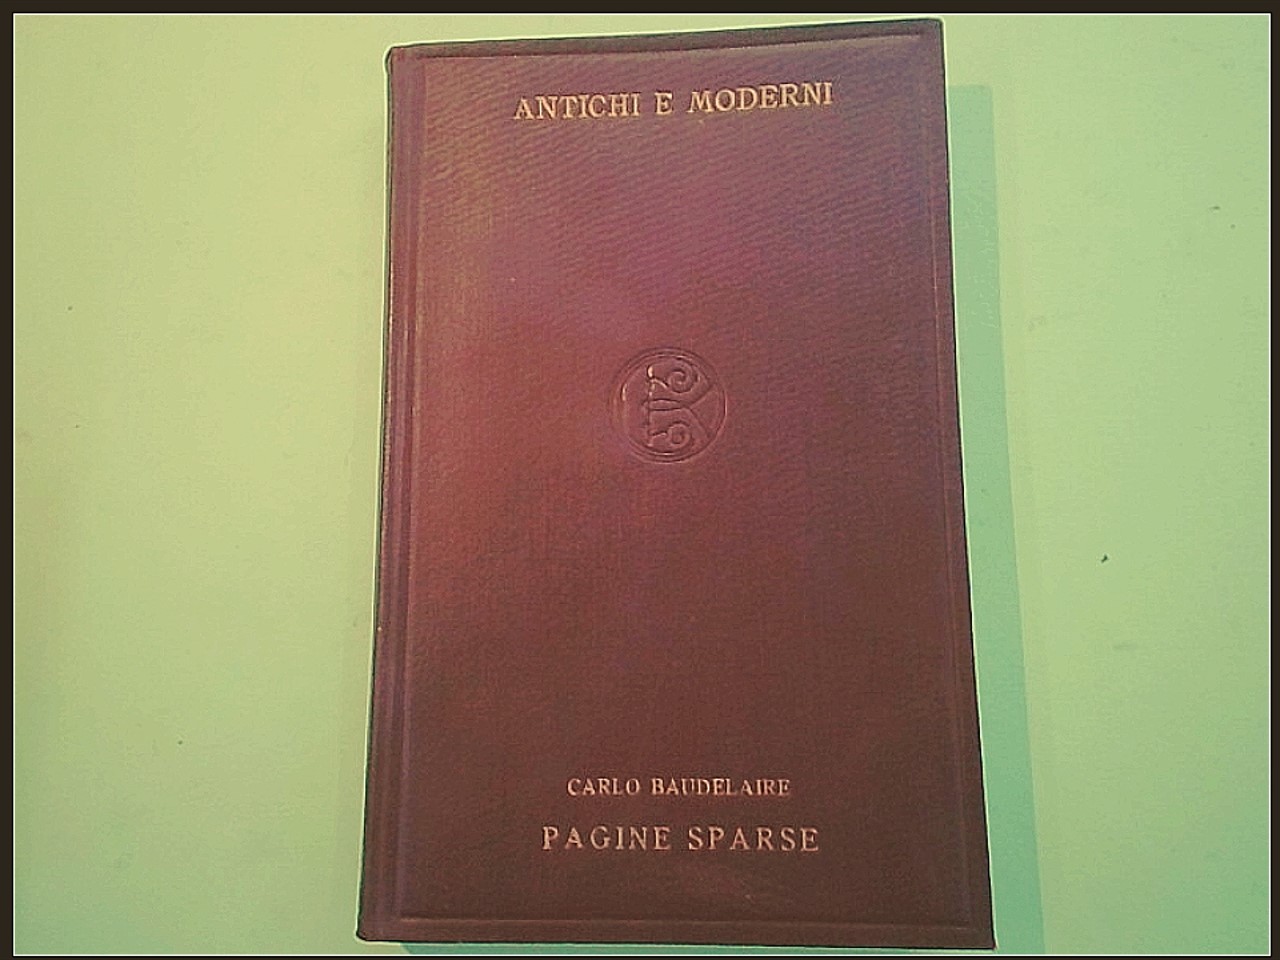 ANTICHI E MODERNI
CARLO BAUDELAIRE
PAGINE SPARSE